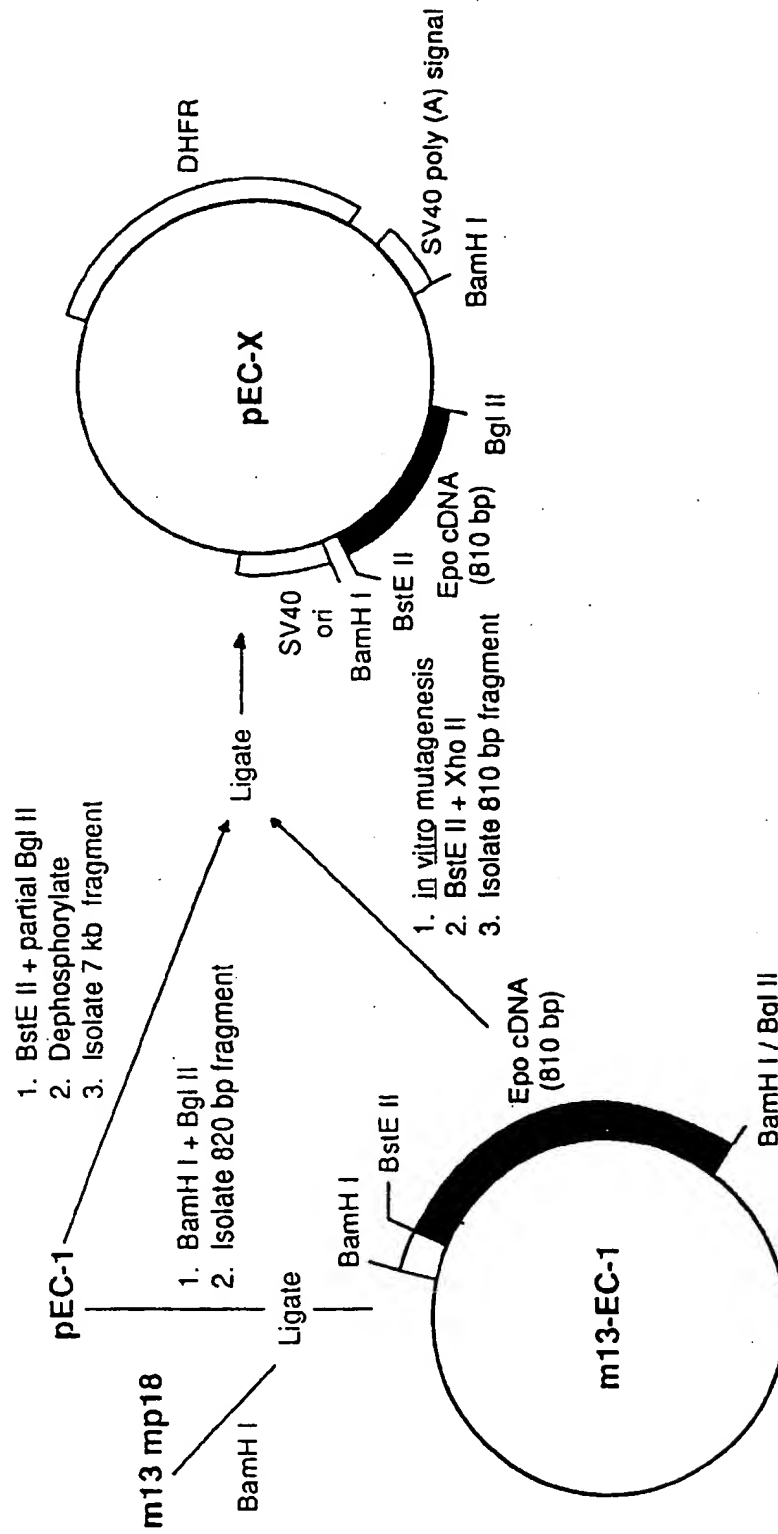 m13 mp18
BamH I
pEC-1
1. BamH I + Bgl II
2. Isolate 820 bp fragment
Ligate
1. BstE II + partial Bgl II
2. Dephosphorylate
3. Isolate 7 kb fragment
Ligate
BamH I
BstE II
Epo cDNA
(810 bp)
BamH I / Bgl II
m13-EC-1
1. in vitro mutagenesis
2. BstE II + Xho II
3. Isolate 810 bp fragment
pEC-X
DHFR
SV40 poly (A) signal
BamH I
Bgl II
Epo cDNA
(810 bp)
BstE II
BamH I
SV40
ori